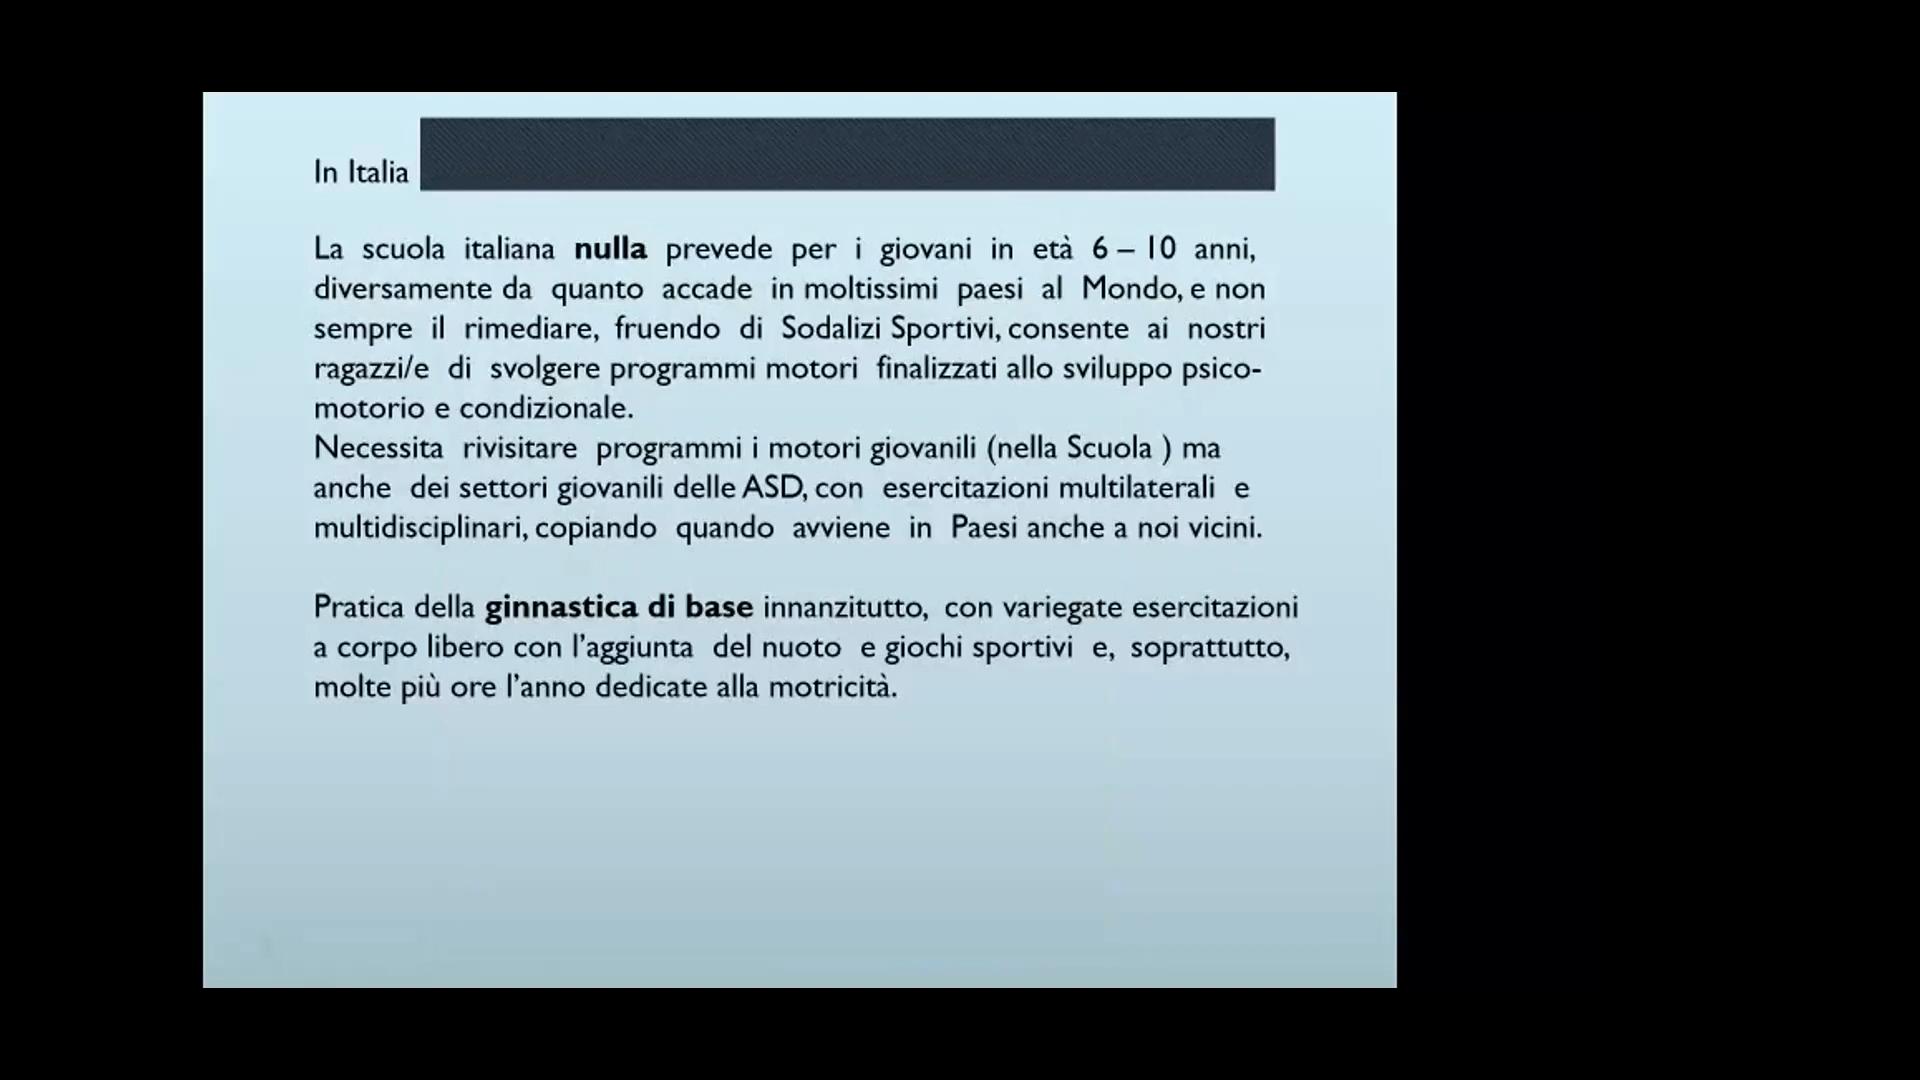 In Italia
La scuola italiana nulla prevede per i giovani in età 6 – 10 anni,
diversamente da quanto accade in moltissimi paesi al Mondo, e non
sempre il rimediare, fruendo di Sodalizi Sportivi, consente ai nostri
ragazzi/e di svolgere programmi motori finalizzati allo sviluppo psico-
motorio e condizionale.
Necessita rivisitare programmi i motori giovanili (nella Scuola ) ma
anche dei settori giovanili delle ASD, con esercitazioni multilaterali e
multidisciplinari, copiando quando avviene in Paesi anche a noi vicini.
Pratica della ginnastica di base innanzitutto, con variegate esercitazioni
a corpo libero con l’aggiunta del nuoto e giochi sportivi e, soprattutto,
molte più ore l’anno dedicate alla motricità.